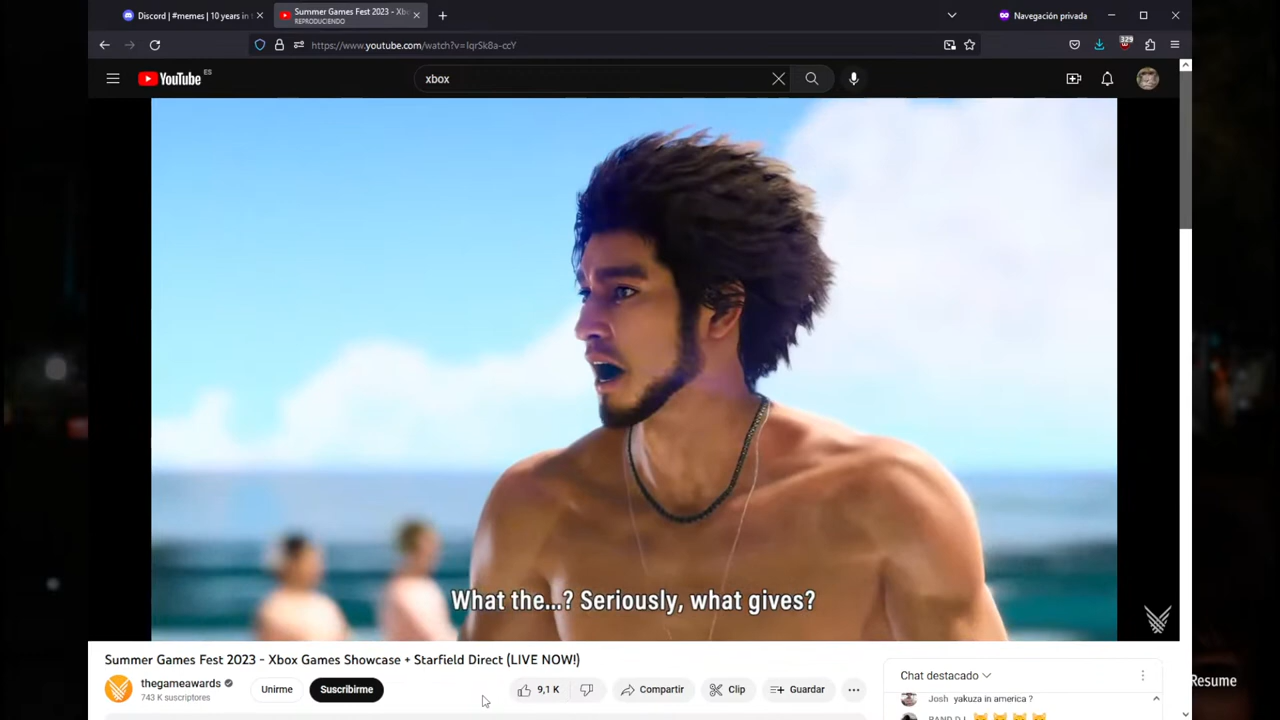 Discord | #memes | 10 years in
Summer Games Fest 2023 - Xbo
REPRODUCIENDO
Navegación privada
https://www.youtube.com/watch?v=IqrSkBa-ccY
329
YouTube
ES
xbox
What the...? Seriously, what gives?
Summer Games Fest 2023 - Xbox Games Showcase + Starfield Direct (LIVE NOW!)
thegameawards
743 K suscriptores
Unirme
Suscribirme
9,1 K
Compartir
Clip
Guardar
Chat destacado
Josh yakuza in america ?
Resume